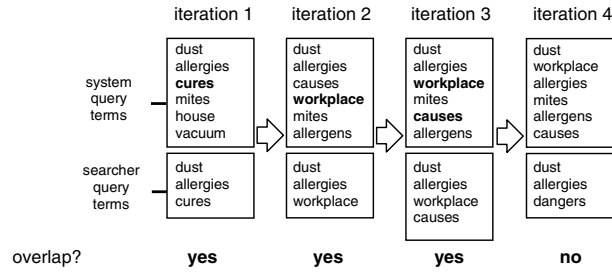 iteration 1 iteration 2 iteration 3 iteration 4
system
query
terms
dust
allergies
cures
mites
house
vacuum
dust
allergies
causes
workplace
mites
allergens
dust
allergies
workplace
mites
causes
allergens
dust
workplace
allergies
mites
allergens
causes
searcher
query
terms
dust
allergies
cures
dust
allergies
workplace
dust
allergies
workplace
causes
dust
allergies
dangers
overlap? yes yes yes no